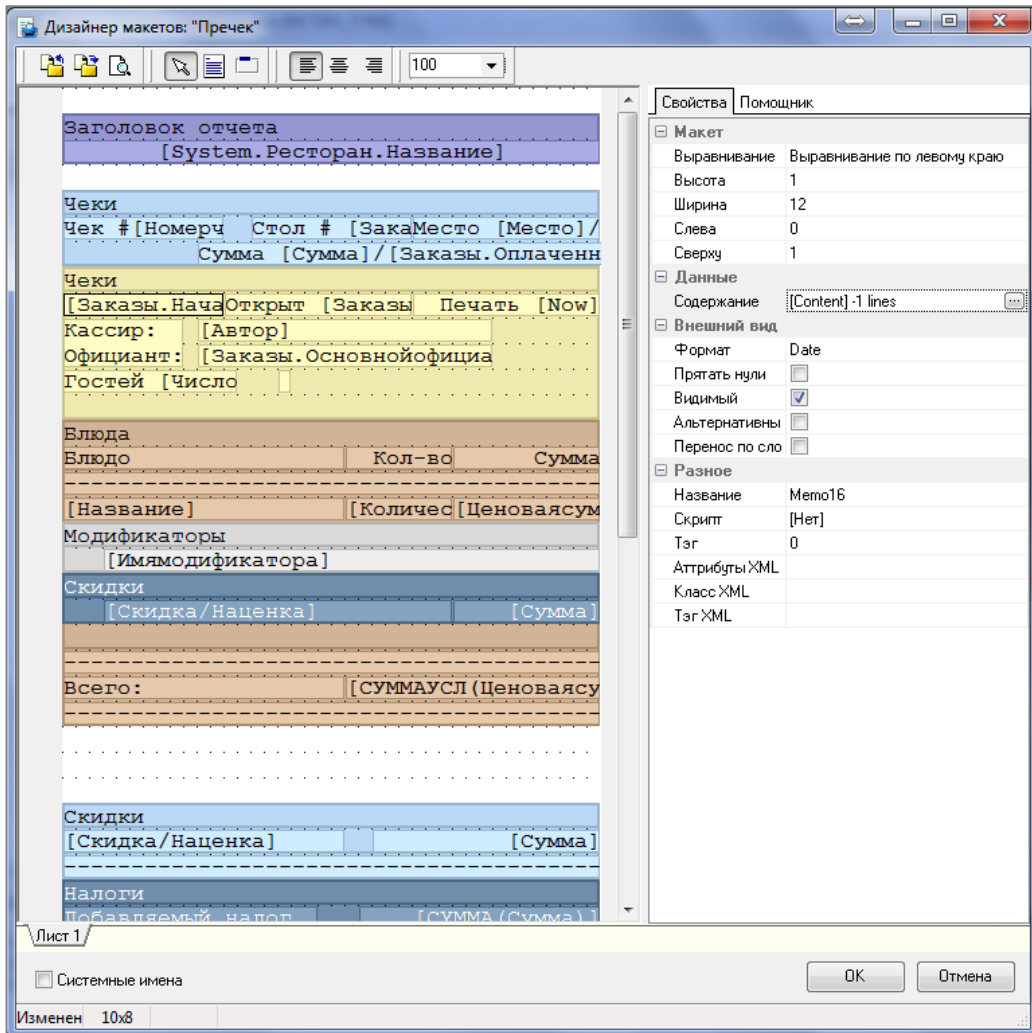 Дизайнер макетов: "Пречек"
100
Заголовок отчета
[System.Ресторан.Название]
Чеки
Чек #[Номерч Стол # [ЗакаМесто [Место]/
Сумма [Сумма]/[Заказы.Оплаченн
Чеки
[Заказы.НачаОткрыт [Заказы Печать [Now]
Кассир: [Автор]
Официант: [Заказы.Основнойофициа
Гостей [Число
Блюда
Блюдо Кол-во Сумма
[Название] [Количес[Ценоваясум
Модификаторы
[Имямодификатора]
Скидки
[Скидка/Наценка] [Сумма]
Всего: [СУММАУСЛ(Ценоваясу
Скидки
[Скидка/Наценка] [Сумма]
Налоги
Добавляемый налог [СУММА(Сумма)]
Лист 1
Свойства Помощник
Макет
Выравнивание Выравнивание по левому краю
Высота 1
Ширина 12
Слева 0
Сверху 1
Данные
Содержание [Content] -1 lines
Внешний вид
Формат Date
Прятать нули
Видимый
Альтернативны
Перенос по сло
Разное
Название Memo16
Скрипт [Нет]
Тэг 0
Аттрибуты XML
Класс XML
Тэг XML
Системные имена
OK Отмена
Изменен 10x8